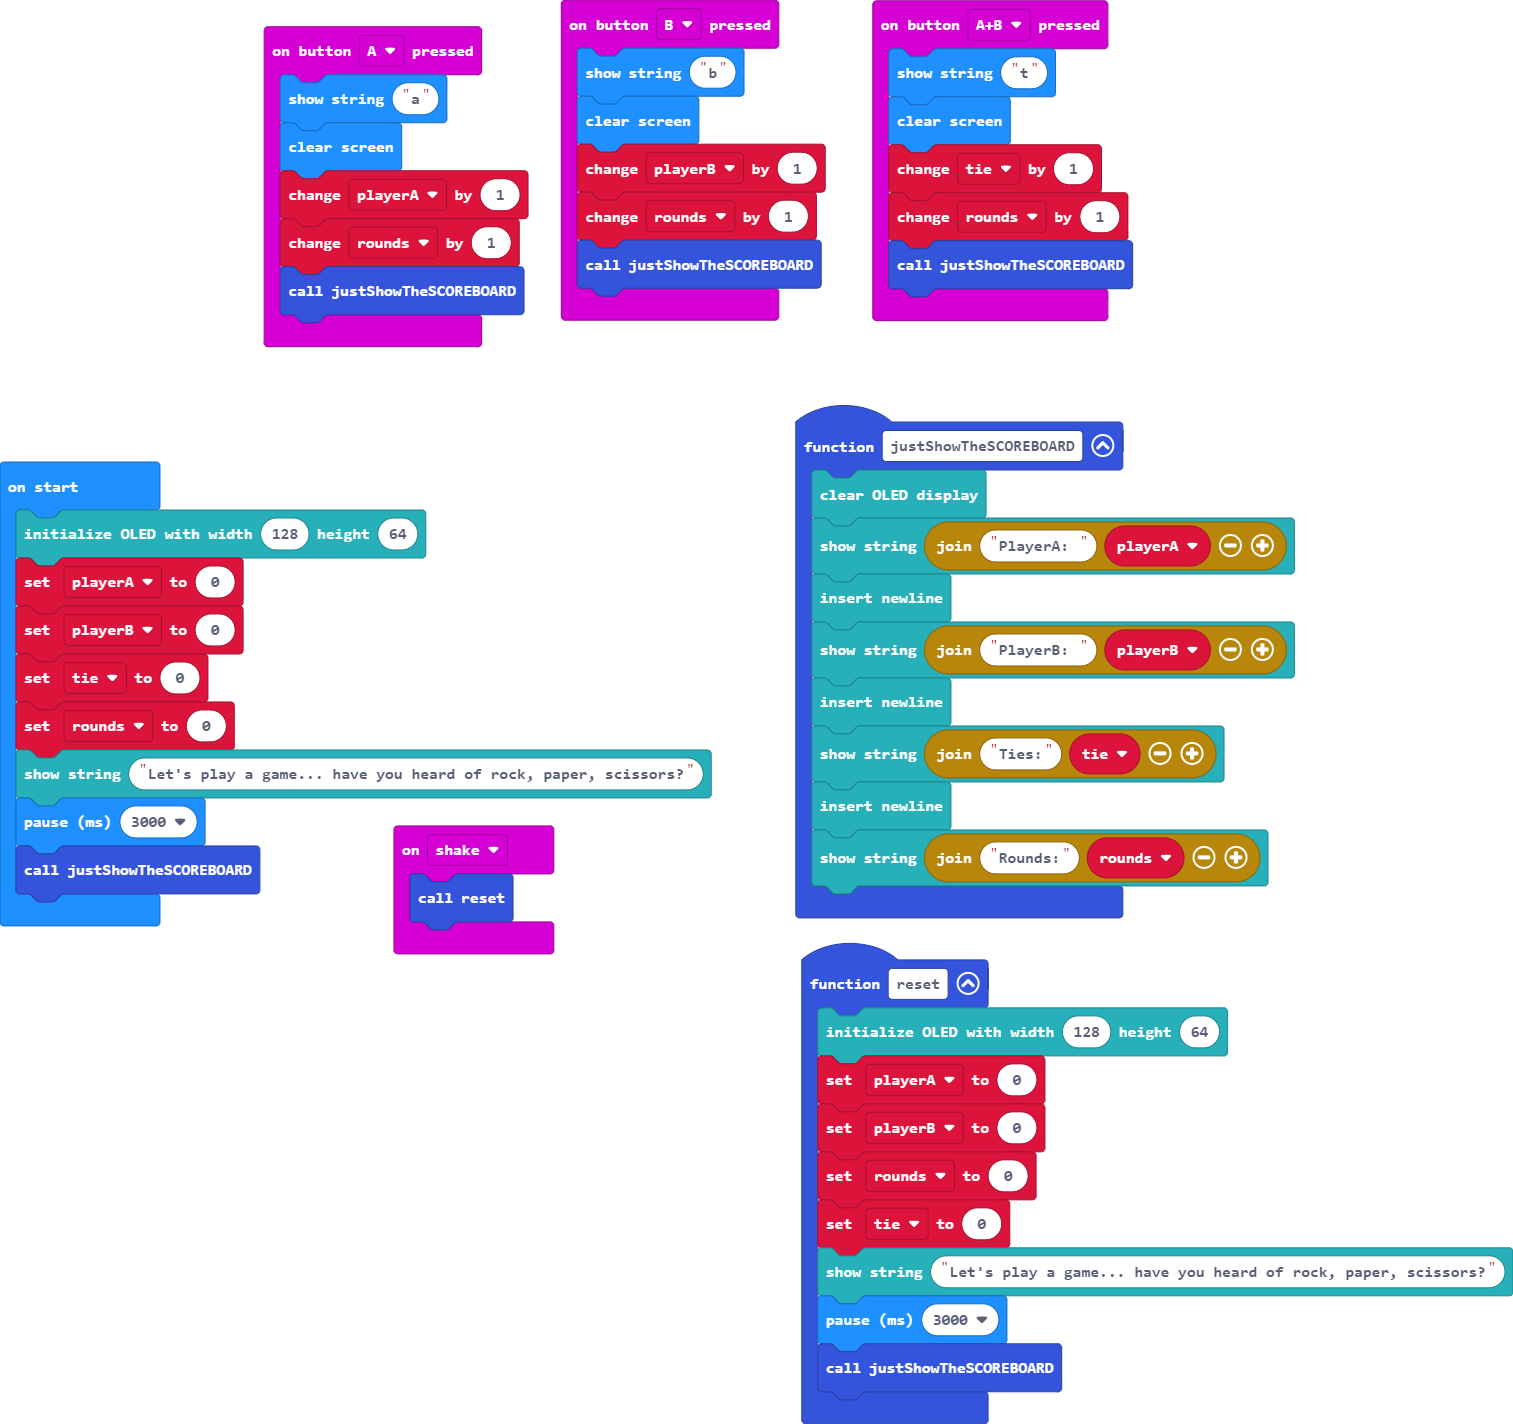 on button A pressed
show string "a"
clear screen
change playerA by 1
change rounds by 1
call justShowTheSCOREBOARD
on button B pressed
show string "b"
clear screen
change playerB by 1
change rounds by 1
call justShowTheSCOREBOARD
on button A+B pressed
show string "t"
clear screen
change tie by 1
change rounds by 1
call justShowTheSCOREBOARD
on start
initialize OLED with width 128 height 64
set playerA to 0
set playerB to 0
set tie to 0
set rounds to 0
show string "Let's play a game... have you heard of rock, paper, scissors?"
pause (ms) 3000
call justShowTheSCOREBOARD
on shake
call reset
function justShowTheSCOREBOARD
clear OLED display
show string join "PlayerA: " playerA
insert newline
show string join "PlayerB: " playerB
insert newline
show string join "Ties:" tie
insert newline
show string join "Rounds:" rounds
function reset
initialize OLED with width 128 height 64
set playerA to 0
set playerB to 0
set rounds to 0
set tie to 0
show string "Let's play a game... have you heard of rock, paper, scissors?"
pause (ms) 3000
call justShowTheSCOREBOARD